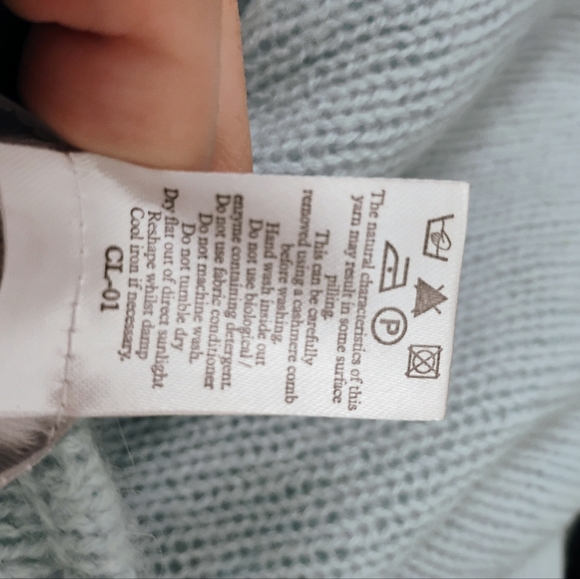 P
The natural characteristics of this
yarn may result in some surface
pilling.
This can be carefully
removed using a cashmere comb
before washing.
Hand wash inside out
Do not use biological /
enzyme containing detergent.
Do not use fabric conditioner
Do not machine wash.
Do not tumble dry
Dry flat out of direct sunlight
Reshape whilst damp
Cool iron if necessary.
CL-01